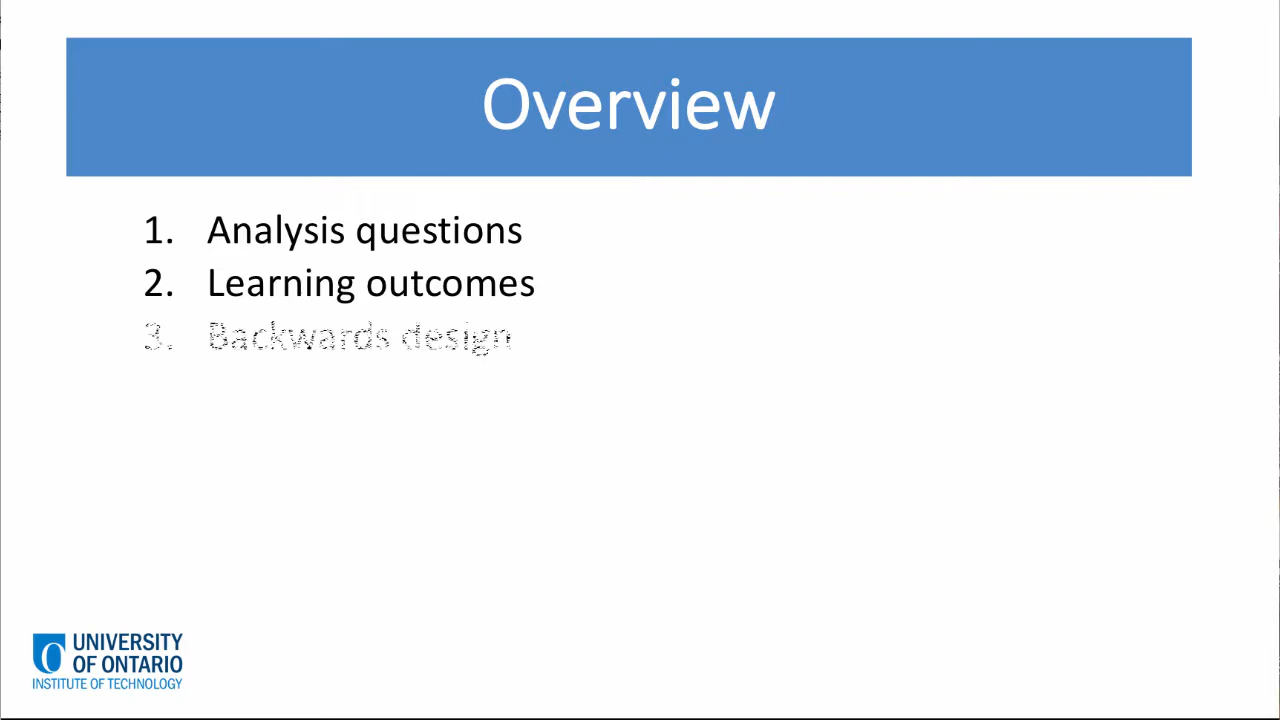 Overview
1. Analysis questions
2. Learning outcomes
3. Backwards design
UNIVERSITY
OF ONTARIO
INSTITUTE OF TECHNOLOGY